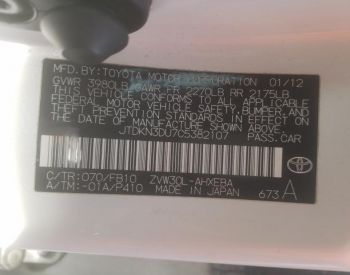 MFD. BY: TOYOTA MOTOR CORPORATION 01/12
GVWR 3980LB GAWR FR 2270LB RR 2175LB
THIS VEHICLE CONFORMS TO ALL APPLICABLE
FEDERAL MOTOR VEHICLE SAFETY, BUMPER, AND
THEFT PREVENTION STANDARDS IN EFFECT ON
THE DATE OF MANUFACTURE SHOWN ABOVE.
JTDKN3DU7C5382107 PASS.CAR
C/TR: 070/FB10 ZVW30L-AHXEBA
A/TM: -01A/P410 MADE IN JAPAN 673 A
TOYOTA